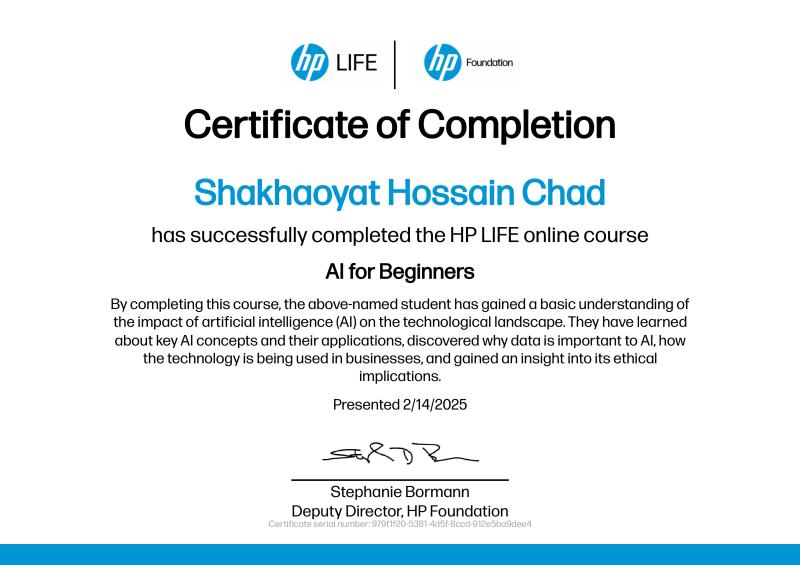 hp LIFE hp Foundation
Certificate of Completion
Shakhaoyat Hossain Chad
has successfully completed the HP LIFE online course
AI for Beginners
By completing this course, the above-named student has gained a basic understanding of
the impact of artificial intelligence (AI) on the technological landscape. They have learned
about key AI concepts and their applications, discovered why data is important to AI, how
the technology is being used in businesses, and gained an insight into its ethical
implications.
Presented 2/14/2025
Stephanie Bormann
Deputy Director, HP Foundation
Certificate serial number: 979f1f20-5381-4d5f-8ccd-912e5ba9dee4